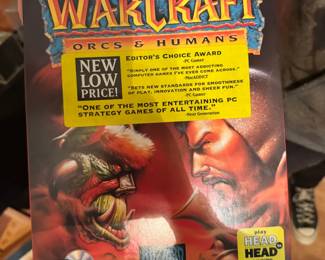 WARCRAFT
ORCS & HUMANS
NEW
LOW
PRICE!
EDITOR'S CHOICE AWARD
-PC Gamer
"SIMPLY ONE OF THE MOST ADDICTING
COMPUTER GAMES I'VE EVER COME ACROSS."
-MacADDICT
"SETS NEW STANDARDS FOR SMOOTHNESS
OF PLAY, INNOVATION AND SHEER FUN."
-PC Gamer
"ONE OF THE MOST ENTERTAINING PC
STRATEGY GAMES OF ALL TIME."
-Next Generation
play
HEAD
HEAD